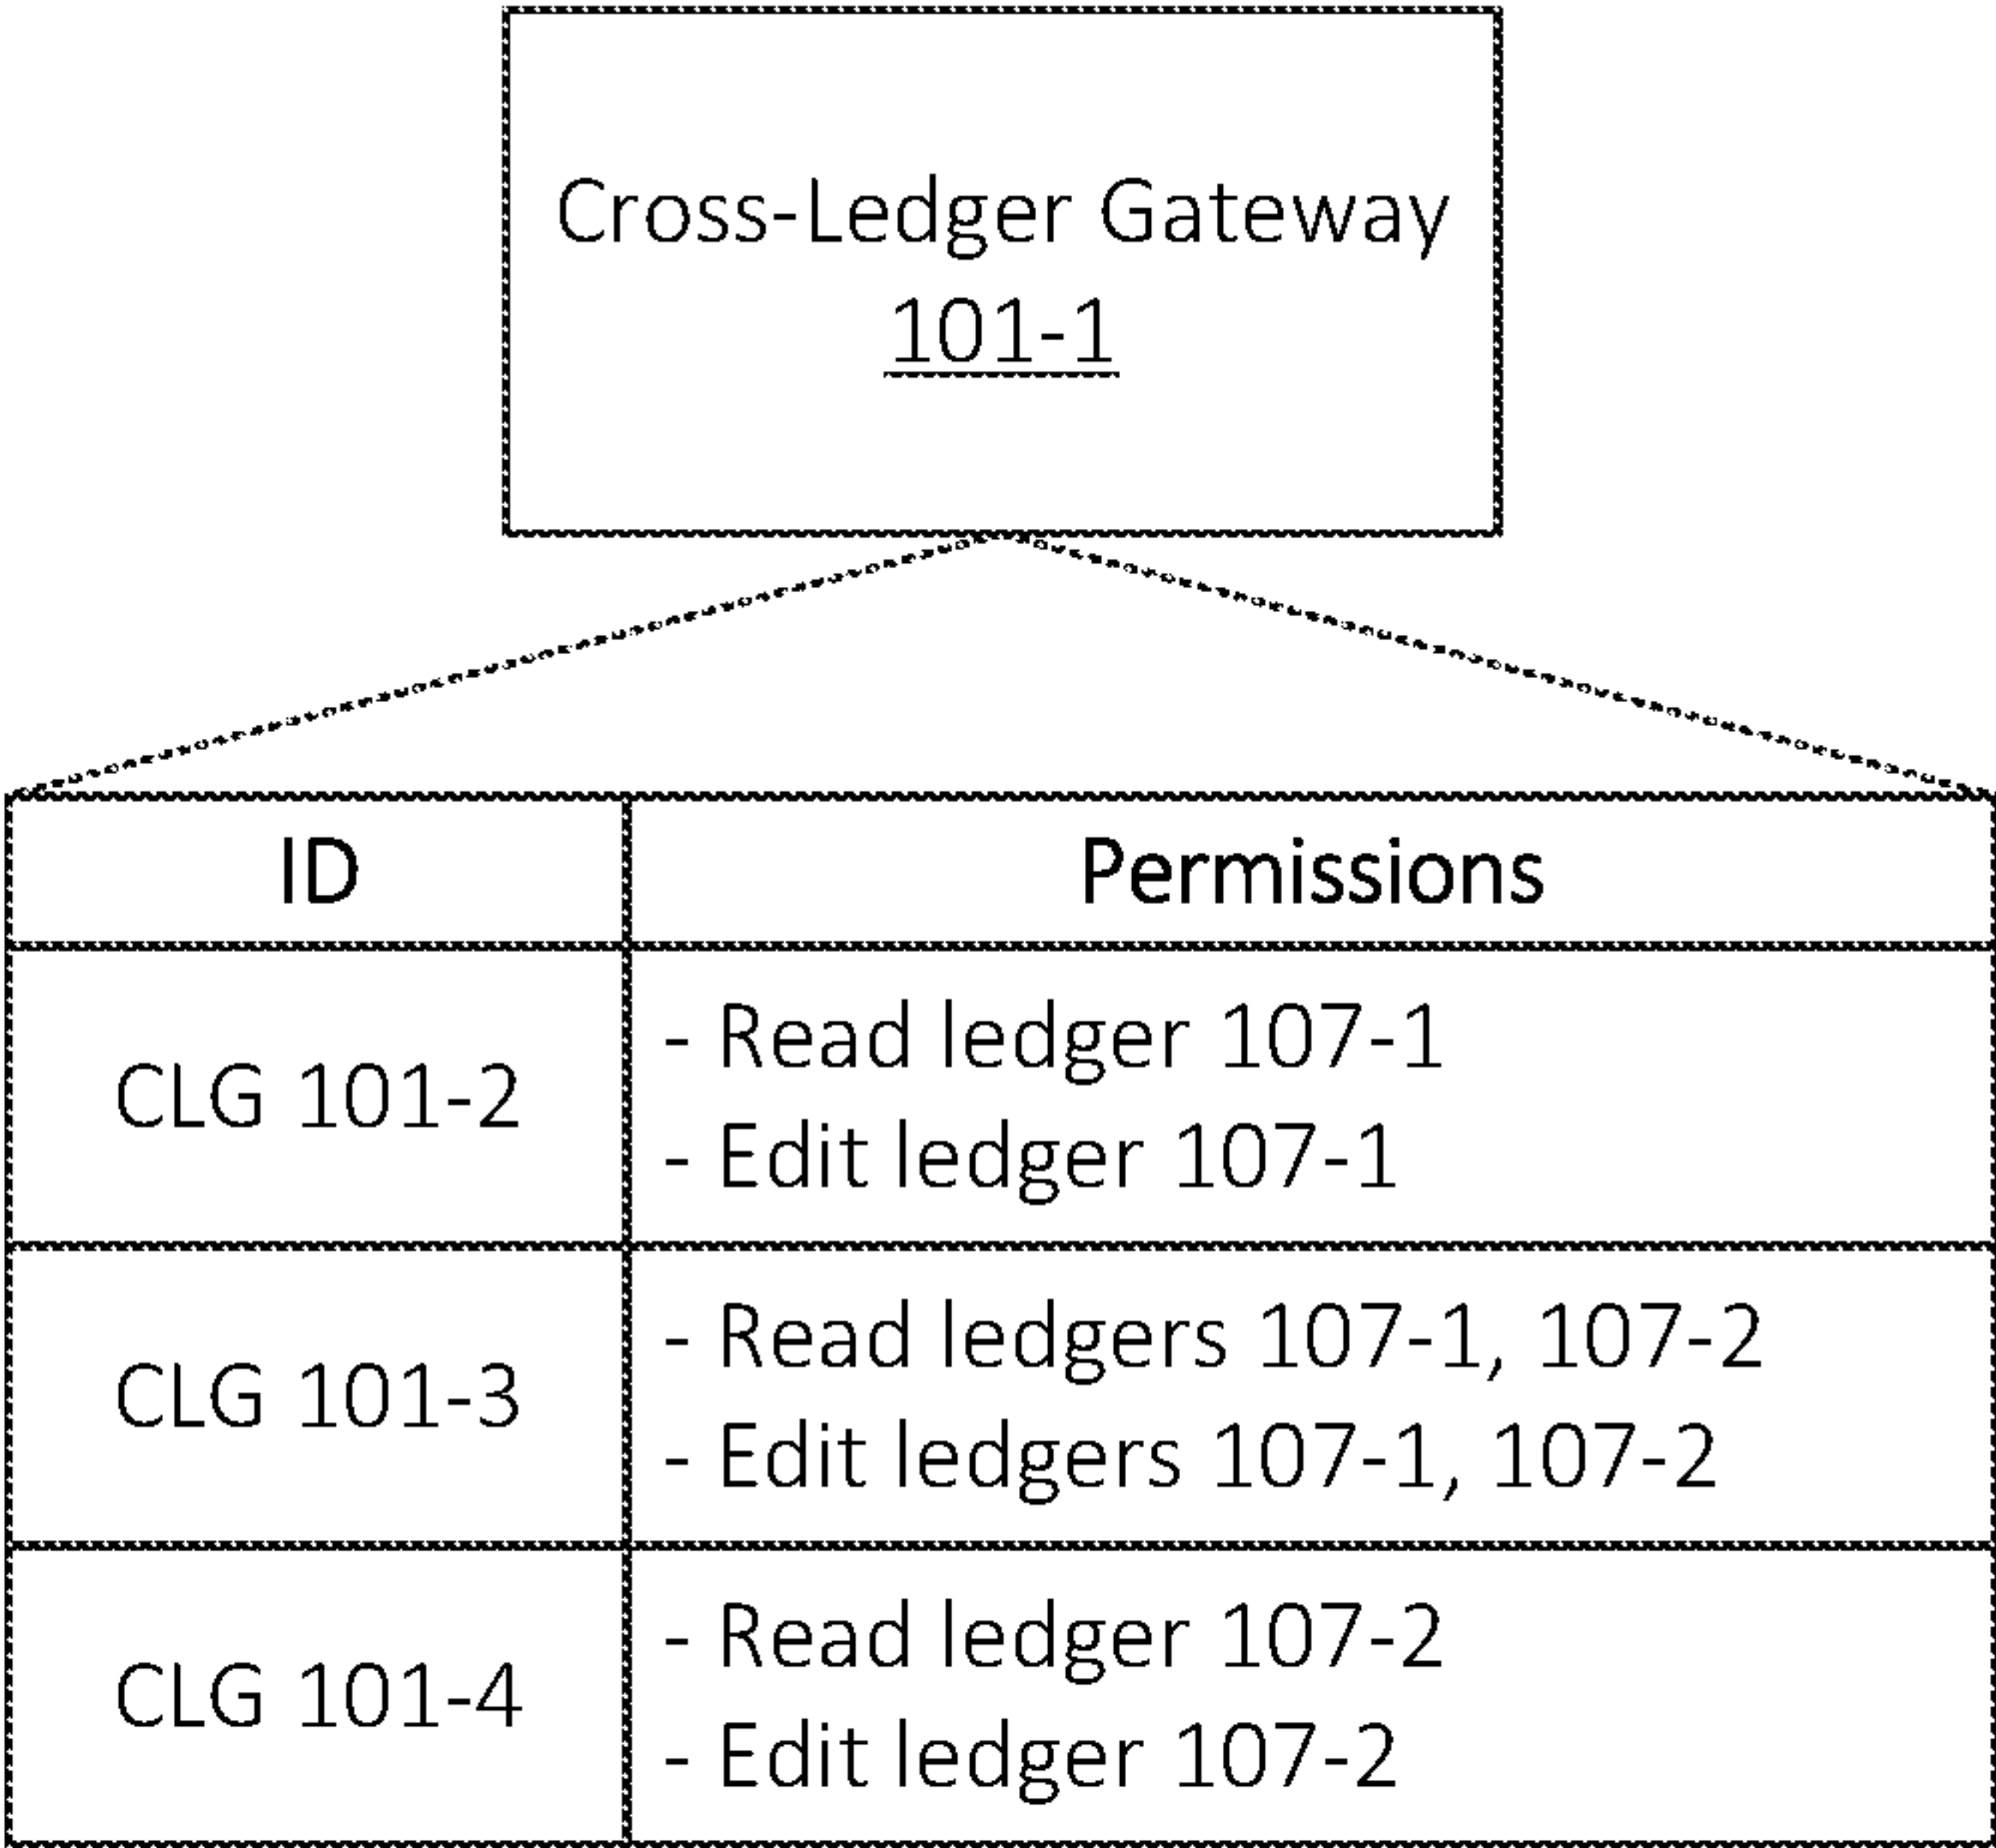 Cross-Ledger Gateway
101-1
ID
Permissions
CLG 101-2
- Read ledger 107-1
- Edit ledger 107-1
CLG 101-3
- Read ledgers 107-1, 107-2
- Edit ledgers 107-1, 107-2
CLG 101-4
- Read ledger 107-2
- Edit ledger 107-2